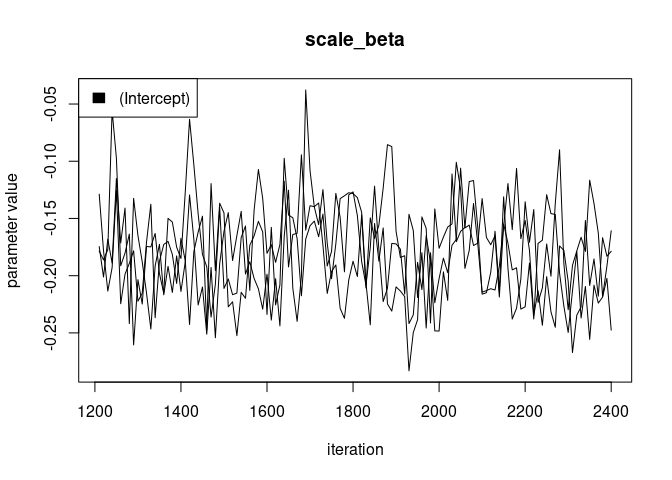 scale_beta
(Intercept)
parameter value
-0.05
-0.10
-0.15
-0.20
-0.25
1200 1400 1600 1800 2000 2200 2400
iteration